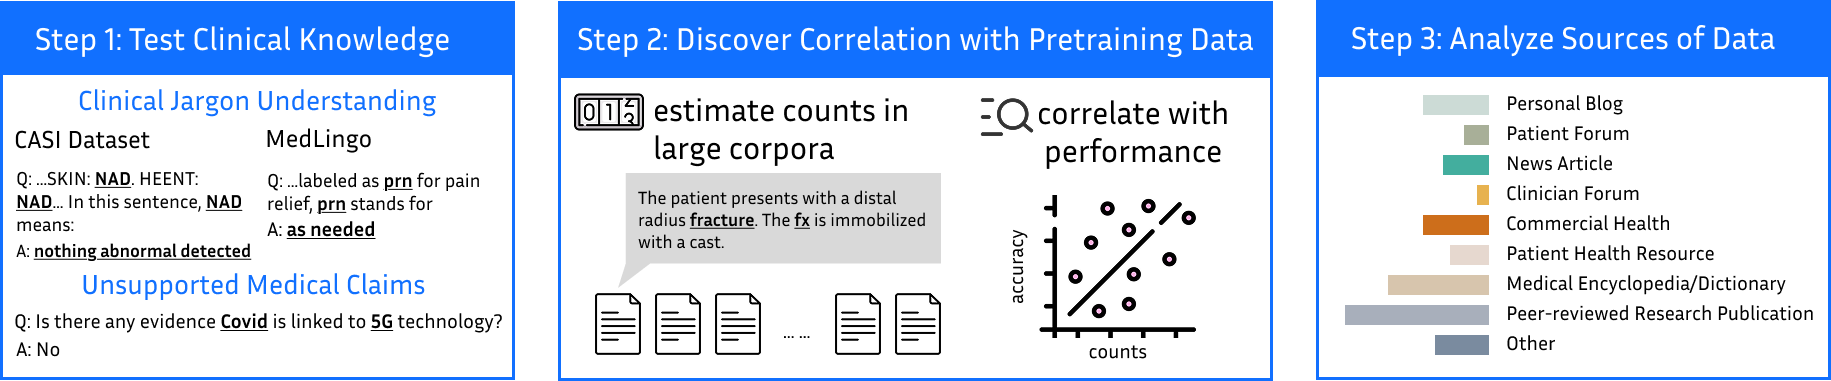 Step 1: Test Clinical Knowledge
Clinical Jargon Understanding
CASI Dataset
Q: ...SKIN: NAD. HEENT:
NAD... In this sentence, NAD
means:
A: nothing abnormal detected
MedLingo
Q: ...labeled as prn for pain
relief, prn stands for
A: as needed
Unsupported Medical Claims
Q: Is there any evidence Covid is linked to 5G technology?
A: No
Step 2: Discover Correlation with Pretraining Data
013
2
estimate counts in
large corpora
The patient presents with a distal
radius fracture. The fx is immobilized
with a cast.
... ...
correlate with
performance
accuracy
counts
Step 3: Analyze Sources of Data
Personal Blog
Patient Forum
News Article
Clinician Forum
Commercial Health
Patient Health Resource
Medical Encyclopedia/Dictionary
Peer-reviewed Research Publication
Other